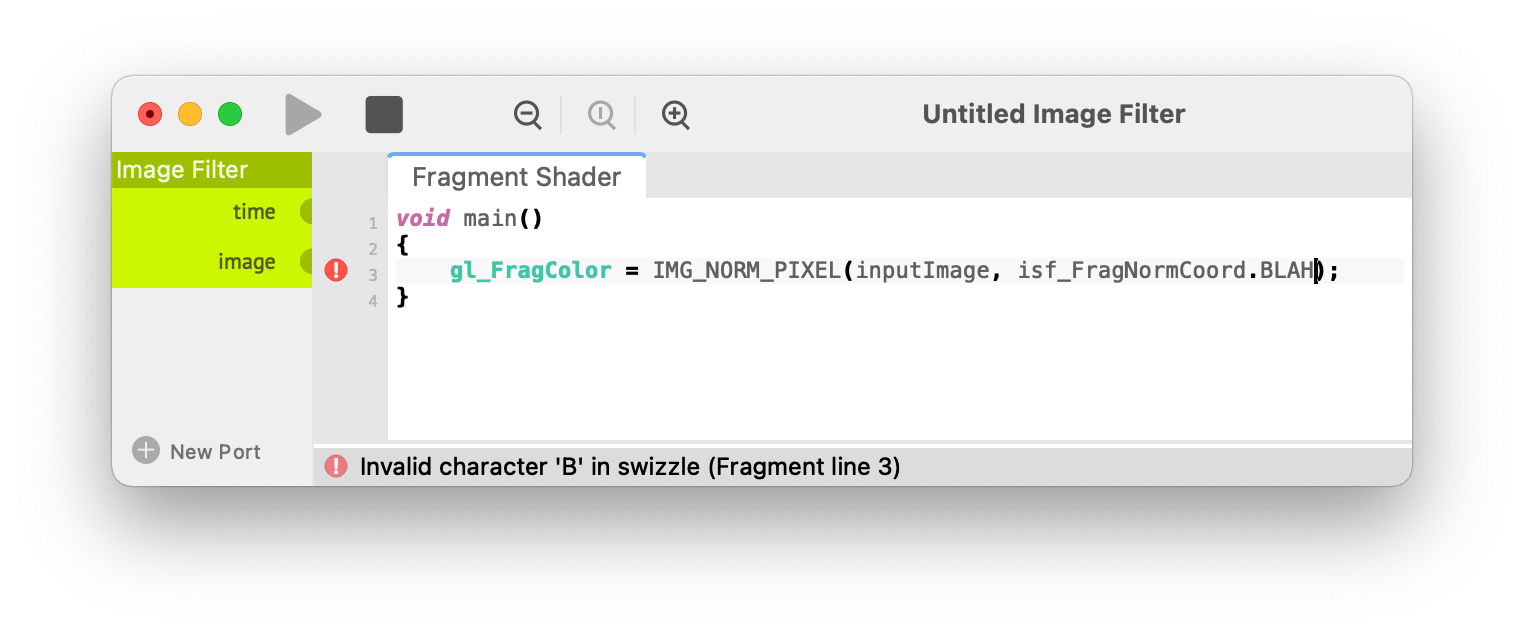 Untitled Image Filter
Image Filter
time
image
New Port
Fragment Shader
1 void main()
2 {
3     gl_FragColor = IMG_NORM_PIXEL(inputImage, isf_FragNormCoord.BLAH);
4 }
Invalid character 'B' in swizzle (Fragment line 3)